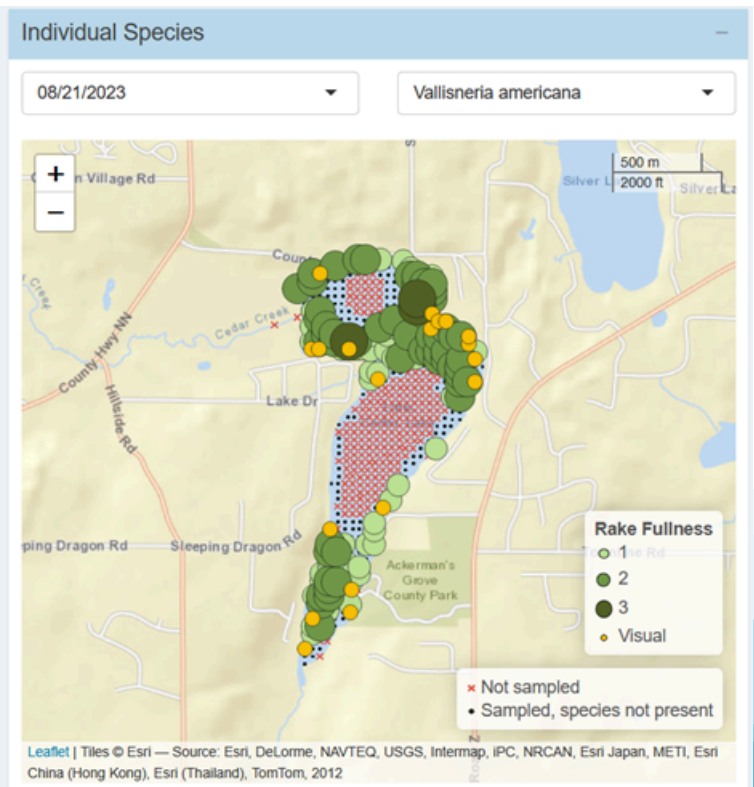 Individual Species
08/21/2023
Vallisneria americana
+
−
500 m
2000 ft
n Village Rd
Silver L
Silver La
Count
Creek
Cedar Creek
County Hwy NN
Hillside Rd
Lake Dr
ping Dragon Rd
Sleeping Dragon Rd
Ackerman's
Grove
County Park
Rake Fullness
1
2
3
Visual
Not sampled
Sampled, species not present
Leaflet | Tiles © Esri — Source: Esri, DeLorme, NAVTEQ, USGS, Intermap, iPC, NRCAN, Esri Japan, METI, Esri
China (Hong Kong), Esri (Thailand), TomTom, 2012